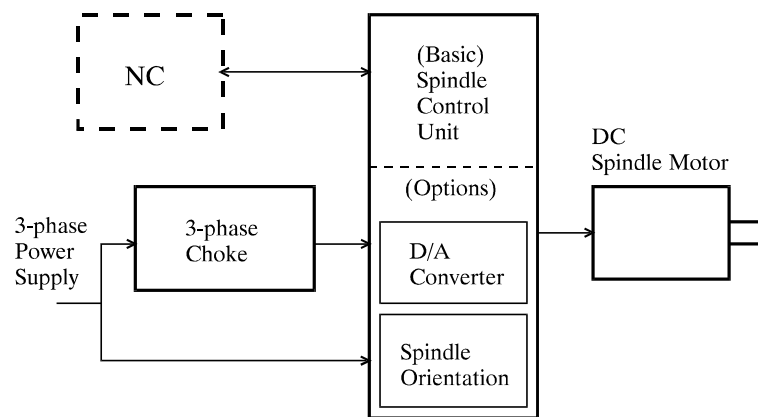 NC
(Basic)
Spindle
Control
Unit
(Options)
D/A
Converter
Spindle
Orientation
3-phase
Power
Supply
3-phase
Choke
DC
Spindle Motor